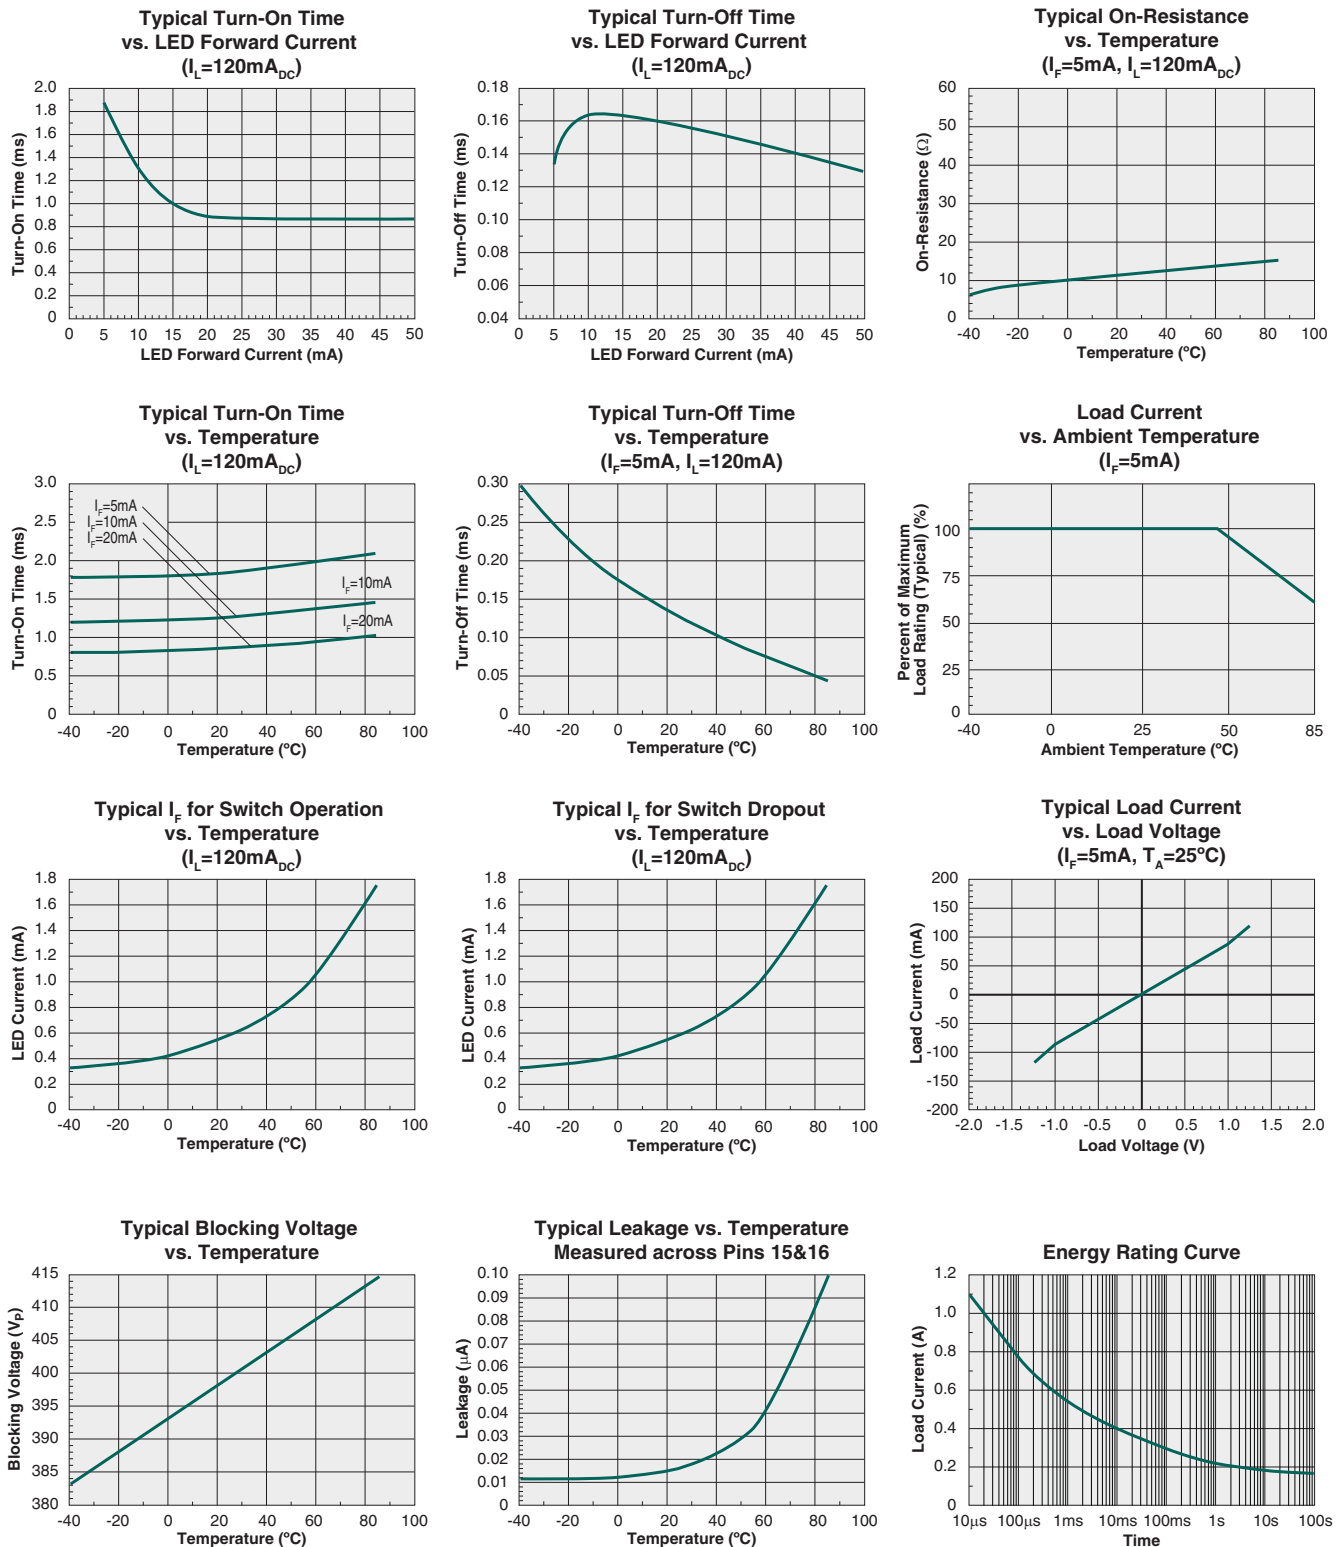 Typical Turn-On Time
vs. LED Forward Current
(IL=120mADC)
Turn-On Time (ms)
2.0
1.8
1.6
1.4
1.2
1.0
0.8
0.6
0.4
0.2
0
0 5 10 15 20 25 30 35 40 45 50
LED Forward Current (mA)
Typical Turn-Off Time
vs. LED Forward Current
(IL=120mADC)
Turn-Off Time (ms)
0.18
0.16
0.14
0.12
0.10
0.08
0.06
0.04
0 5 10 15 20 25 30 35 40 45 50
LED Forward Current (mA)
Typical On-Resistance
vs. Temperature
(IF=5mA, IL=120mADC)
On-Resistance (Ω)
60
50
40
30
20
10
0
-40 -20 0 20 40 60 80 100
Temperature (ºC)
Typical Turn-On Time
vs. Temperature
(IL=120mADC)
Turn-On Time (ms)
3.0
2.5
2.0
1.5
1.0
0.5
0
IF=5mA
IF=10mA
IF=20mA
IF=10mA
IF=20mA
-40 -20 0 20 40 60 80 100
Temperature (ºC)
Typical Turn-Off Time
vs. Temperature
(IF=5mA, IL=120mA)
Turn-Off Time (ms)
0.30
0.25
0.20
0.15
0.10
0.05
0
-40 -20 0 20 40 60 80 100
Temperature (ºC)
Load Current
vs. Ambient Temperature
(IF=5mA)
Percent of Maximum
Load Rating (Typical) (%)
100
75
50
25
0
-40 0 25 50 85
Ambient Temperature (ºC)
Typical IF for Switch Operation
vs. Temperature
(IL=120mADC)
LED Current (mA)
1.8
1.6
1.4
1.2
1.0
0.8
0.6
0.4
0.2
0
-40 -20 0 20 40 60 80 100
Temperature (ºC)
Typical IF for Switch Dropout
vs. Temperature
(IL=120mADC)
LED Current (mA)
1.8
1.6
1.4
1.2
1.0
0.8
0.6
0.4
0.2
0
-40 -20 0 20 40 60 80 100
Temperature (ºC)
Typical Load Current
vs. Load Voltage
(IF=5mA, TA=25ºC)
Load Current (mA)
200
150
100
50
0
-50
-100
-150
-200
-2.0 -1.5 -1.0 -0.5 0 0.5 1.0 1.5 2.0
Load Voltage (V)
Typical Blocking Voltage
vs. Temperature
Blocking Voltage (VP)
415
410
405
400
395
390
385
380
-40 -20 0 20 40 60 80 100
Temperature (ºC)
Typical Leakage vs. Temperature
Measured across Pins 15&16
Leakage (μA)
0.10
0.09
0.08
0.07
0.06
0.05
0.04
0.03
0.02
0.01
0
-40 -20 0 20 40 60 80 100
Temperature (ºC)
Energy Rating Curve
Load Current (A)
1.2
1.0
0.8
0.6
0.4
0.2
0
10μs 100μs 1ms 10ms 100ms 1s 10s 100s
Time